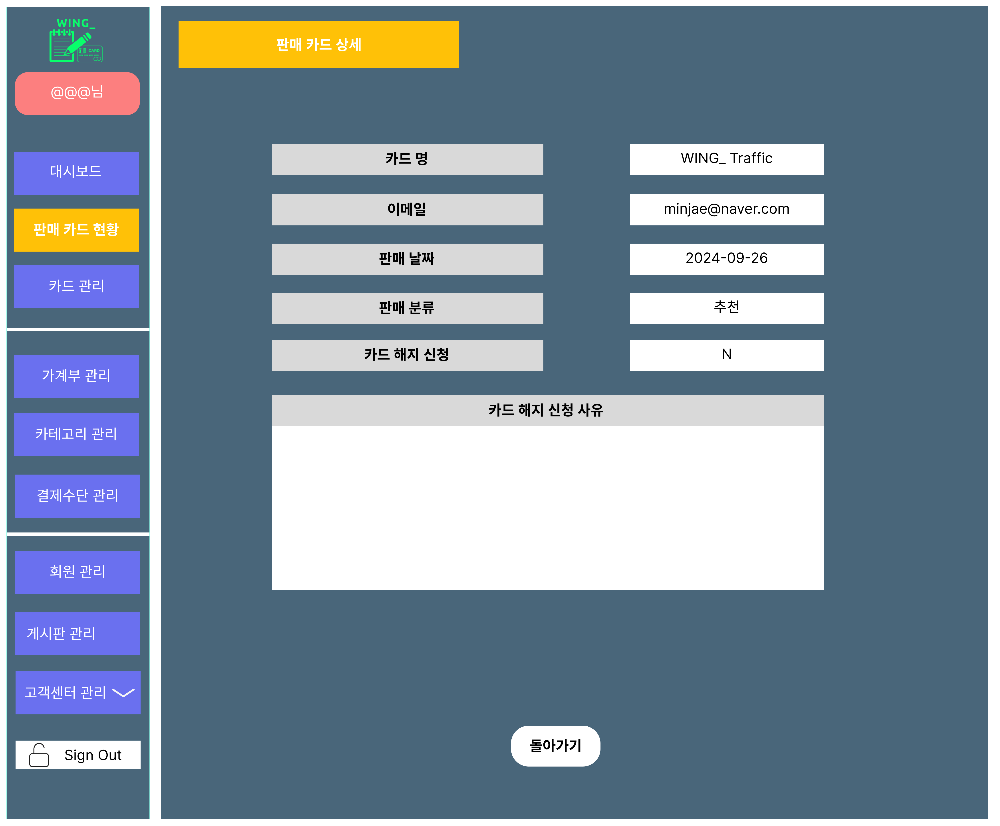 WING_
CARD
@@@님
대시보드
판매 카드 현황
카드 관리
가계부 관리
카테고리 관리
결제수단 관리
회원 관리
게시판 관리
고객센터 관리
Sign Out
판매 카드 상세
카드 명
WING_ Traffic
이메일
minjae@naver.com
판매 날짜
2024-09-26
판매 분류
추천
카드 해지 신청
N
카드 해지 신청 사유
돌아가기